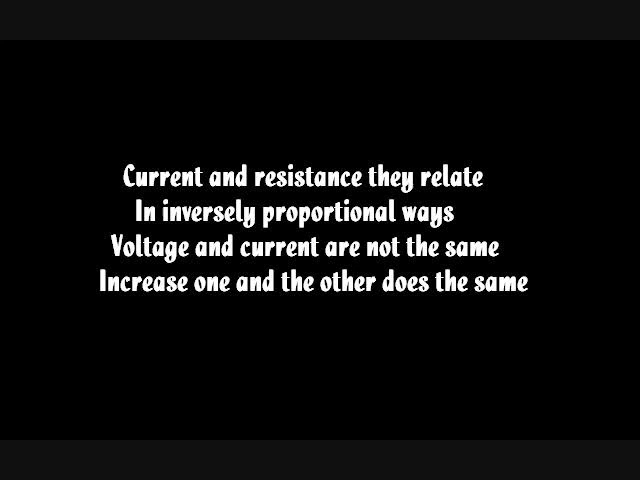 Current and resistance they relate
In inversely proportional ways
Voltage and current are not the same
Increase one and the other does the same